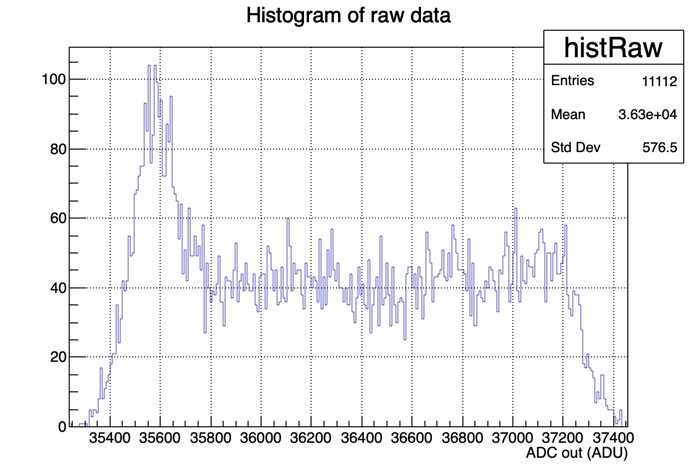 Histogram of raw data
histRaw
Entries 11112
Mean 3.63e+04
Std Dev 576.5
100
80
60
40
20
0
35400 35600 35800 36000 36200 36400 36600 36800 37000 37200 37400
ADC out (ADU)